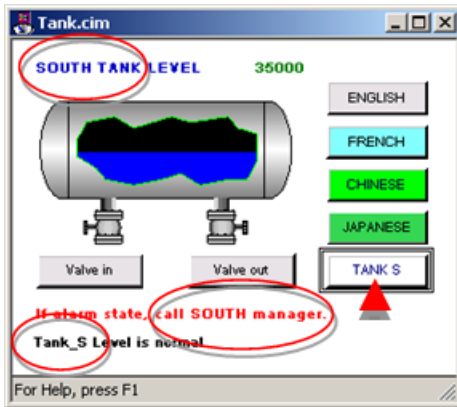 Tank.cim
SOUTH TANK LEVEL 35000
ENGLISH
FRENCH
CHINESE
JAPANESE
Valve in Valve out TANK S
If alarm state, call SOUTH manager.
Tank_S Level is normal
For Help, press F1